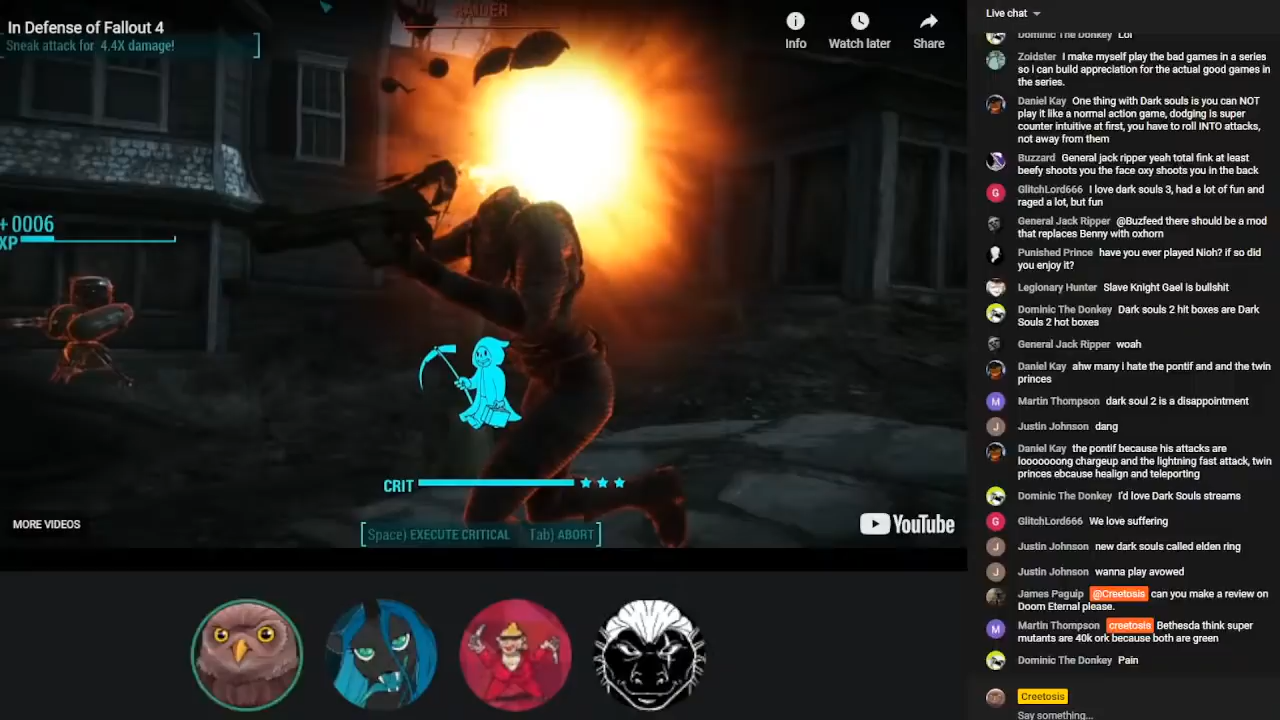 In Defense of Fallout 4
Sneak attack for 4.4X damage!
RAIDER
Info
Watch later
Share
+0006
XP
CRIT
Space) EXECUTE CRITICAL Tab) ABORT
MORE VIDEOS
YouTube
Live chat
Dominic The Donkey Lol
Zoidster I make myself play the bad games in a series
so i can build appreciation for the actual good games in
the series.
Daniel Kay One thing with Dark souls is you can NOT
play it like a normal action game, dodging is super
counter intuitive at first, you have to roll INTO attacks,
not away from them
Buzzard General jack ripper yeah total fink at least
beefy shoots you the face oxy shoots you in the back
G GlitchLord666 I love dark souls 3, had a lot of fun and
raged a lot, but fun
General Jack Ripper @Buzfeed there should be a mod
that replaces Benny with oxhorn
Punished Prince have you ever played Nioh? if so did
you enjoy it?
Legionary Hunter Slave Knight Gael is bullshit
Dominic The Donkey Dark souls 2 hit boxes are Dark
Souls 2 hot boxes
General Jack Ripper woah
Daniel Kay ahw many I hate the pontif and and the twin
princes
M Martin Thompson dark soul 2 is a disappointment
J Justin Johnson dang
Daniel Kay the pontif because his attacks are
looooooong chargeup and the lightning fast attack, twin
princes ebcause healign and teleporting
Dominic The Donkey I'd love Dark Souls streams
G GlitchLord666 We love suffering
J Justin Johnson new dark souls called elden ring
J Justin Johnson wanna play avowed
James Paguip @Creetosis can you make a review on
Doom Eternal please.
M Martin Thompson creetosis Bethesda think super
mutants are 40k ork because both are green
Dominic The Donkey Pain
Creetosis
Say something...